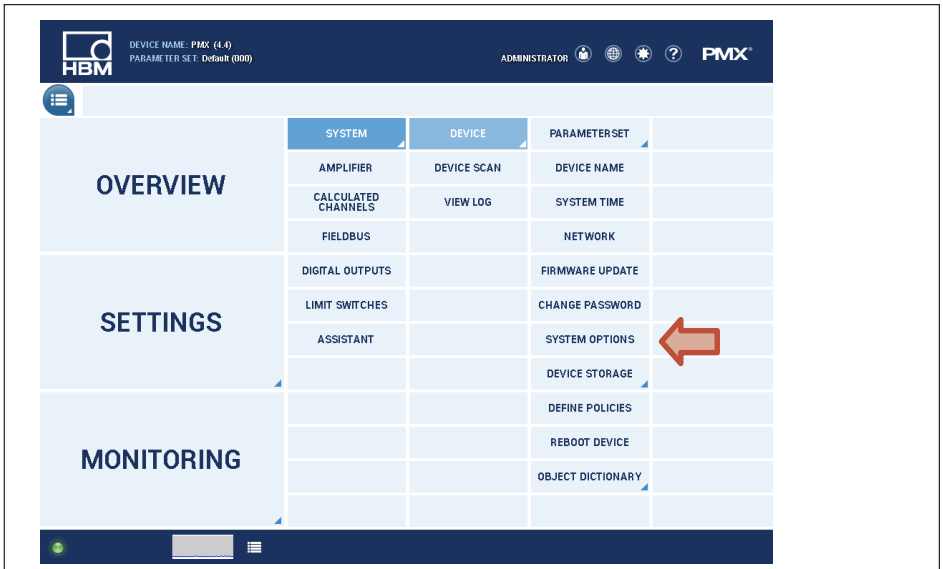 HBM
DEVICE NAME: PMX (4.4)
PARAMETER SET: Default (000)
ADMINISTRATOR
?
PMX®
OVERVIEW
SETTINGS
MONITORING
SYSTEM
AMPLIFIER
CALCULATED
CHANNELS
FIELDBUS
DIGITAL OUTPUTS
LIMIT SWITCHES
ASSISTANT
DEVICE
DEVICE SCAN
VIEW LOG
PARAMETERSET
DEVICE NAME
SYSTEM TIME
NETWORK
FIRMWARE UPDATE
CHANGE PASSWORD
SYSTEM OPTIONS
DEVICE STORAGE
DEFINE POLICIES
REBOOT DEVICE
OBJECT DICTIONARY